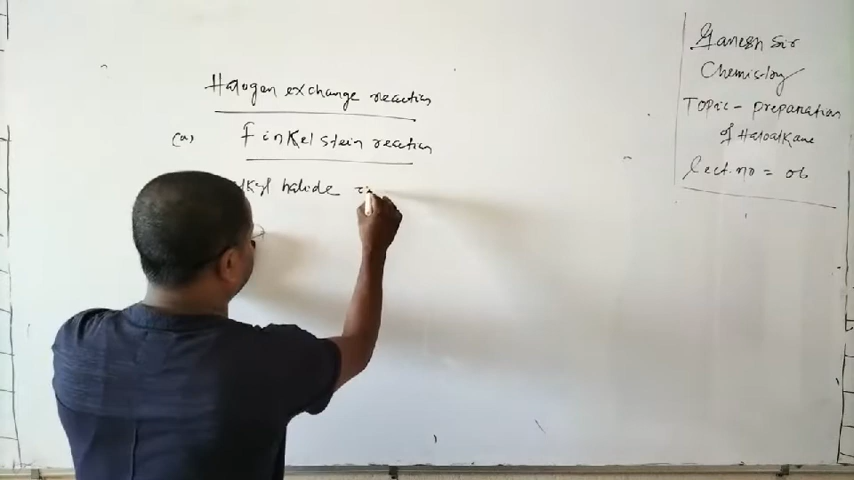 Halogen exchange reaction
(a) Finkelstein reaction
Alkyl halide
Ganesh Sir
Chemistry
Topic - preparation
of Haloalkane
Lect. no = 06